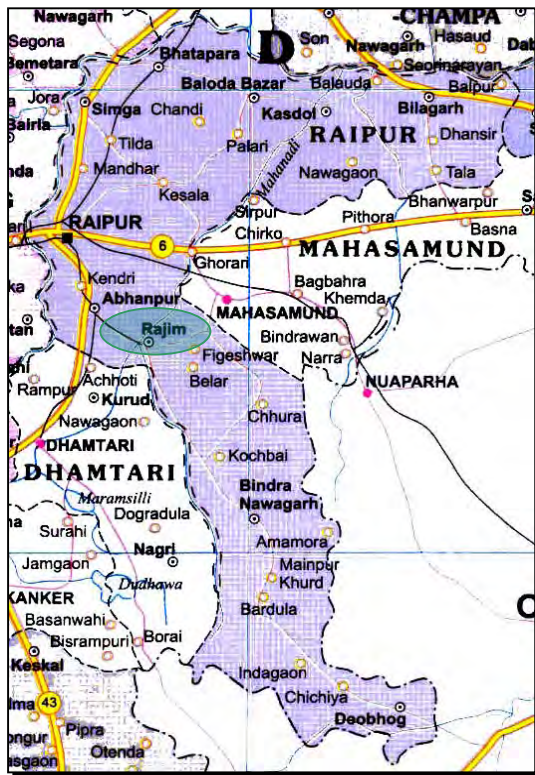 -CHAMPA
Nawagarh
Segona
D
Son
Nawagarh
Hasaud
Bemetara
Bhatapara
Seorinarayan
Jora
Simga
Baloda Bazar
Balauda
Baipur
Chandi
Kasdol
Bilagarh
Bairla
Tilda
Palari
RAIPUR
Dhansir
Mandhar
Mahanadi
Nawagaon
Tala
Kesala
Bhanwarpur
Sirpur
RAIPUR
Chirko
Pithora
Basna
6
MAHASAMUND
Ghorari
Kendri
Bagbahra
Abhanpur
Khemda
MAHASAMUND
Rajim
Bindrawan
Figeshwar
Narra
Achhoti
Belar
Rampur
NUAPARHA
Kurud
Chhura
Nawagaon
DHAMTARI
Kochbai
DHAMTARI
Bindra
Nawagarh
Maramsilli
Dogradula
Surahi
Amamora
Nagri
Jamgaon
Mainpur
Khurd
Dudhawa
KANKER
Bardula
Basanwahi
Bisrampuri
Borai
Keskal
Indagaon
Chichiya
43
Deobhog
Pipra
Otenda